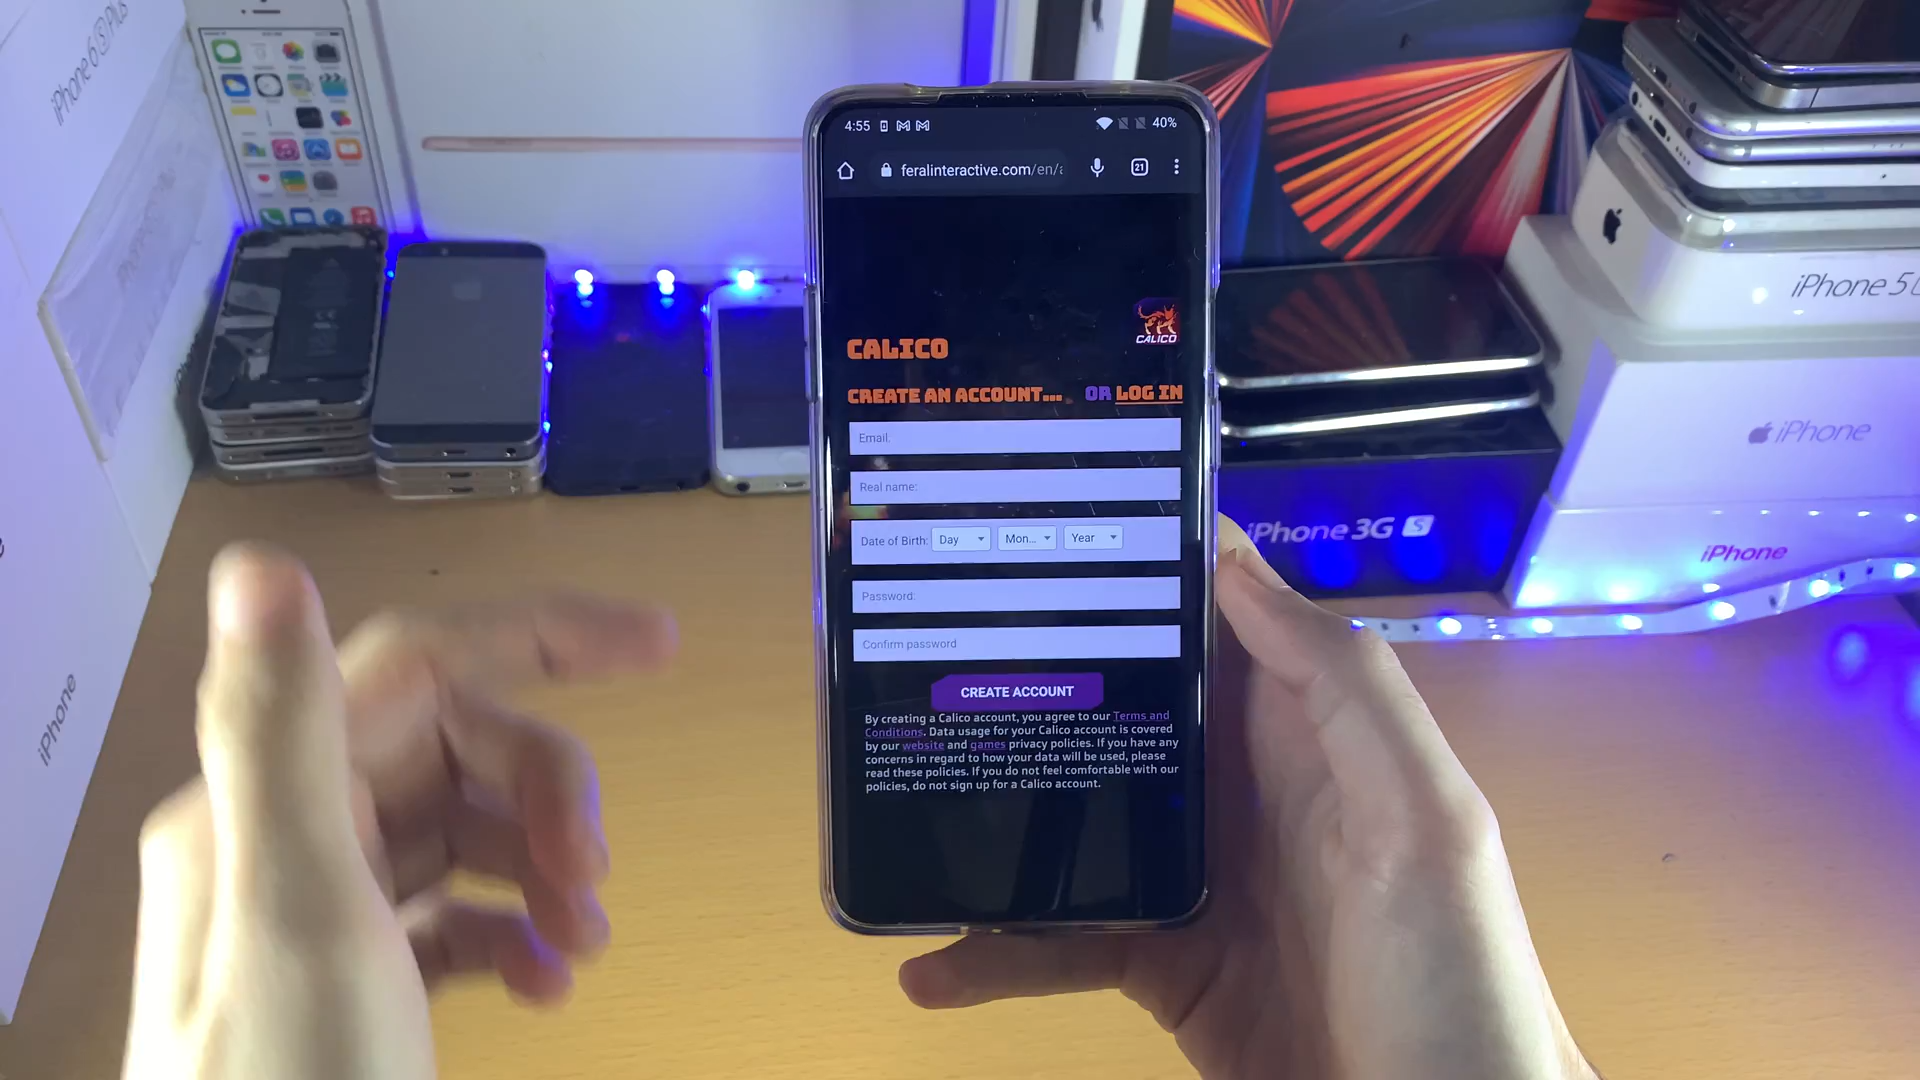 iPhone 6S Plus
4:55
40%
feralinteractive.com/en/
21
CALICO
CALICO
CREATE AN ACCOUNT... OR LOG IN
Email:
Real name:
Date of Birth: Day Mon... Year
Password:
Confirm password
CREATE ACCOUNT
By creating a Calico account, you agree to our Terms and
Conditions. Data usage for your Calico account is covered
by our website and games privacy policies. If you have any
concerns in regard to how your data will be used, please
read these policies. If you do not feel comfortable with our
policies, do not sign up for a Calico account.
iPhone 5
iPhone
iPhone 3G S
iPhone
iPhone